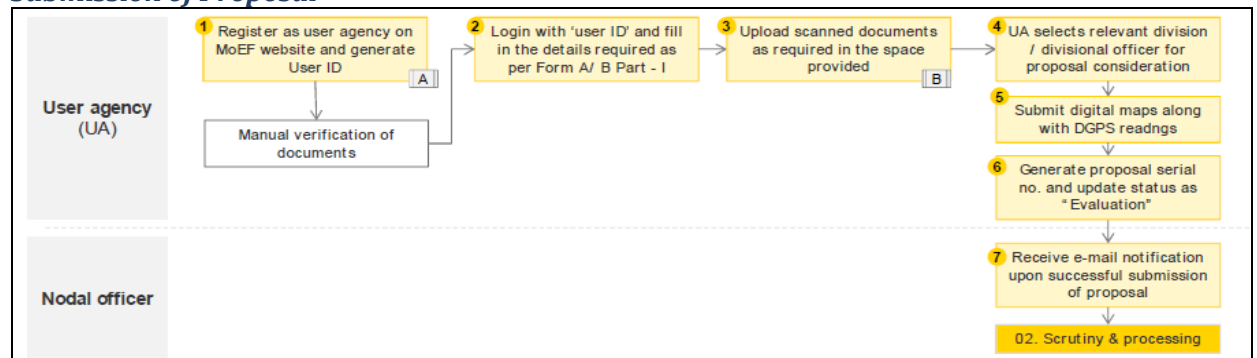 Submission of Proposal
User agency
(UA)
1
Register as user agency on
MoEF website and generate
User ID
A
Manual verification of
documents
2
Login with 'user ID' and fill
in the details required as
per Form A/ B Part - I
3
Upload scanned documents
as required in the space
provided
B
4
UA selects relevant division
/ divisional officer for
proposal consideration
5
Submit digital maps along
with DGPS readngs
6
Generate proposal serial
no. and update status as
"Evaluation"
Nodal officer
7
Receive e-mail notification
upon successful submission
of proposal
02. Scrutiny & processing